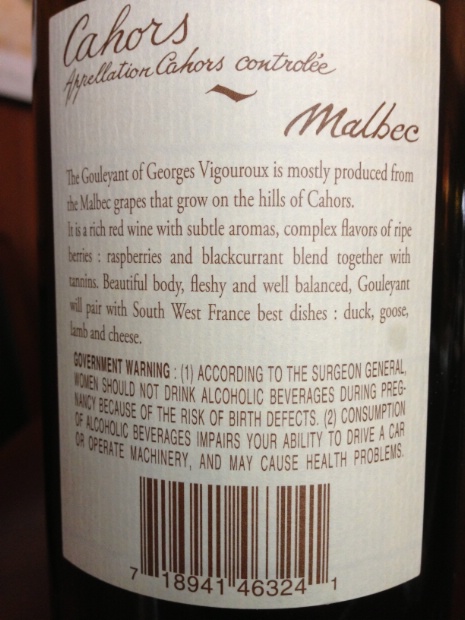 Cahors
Appellation Cahors controlée
Malbec
The Gouleyant of Georges Vigouroux is mostly produced from
the Malbec grapes that grow on the hills of Cahors.
It is a rich red wine with subtle aromas, complex flavors of ripe
berries : raspberries and blackcurrant blend together with
tannins. Beautiful body, fleshy and well balanced, Gouleyant
will pair with South West France best dishes : duck, goose,
lamb and cheese.
GOVERNMENT WARNING : (1) ACCORDING TO THE SURGEON GENERAL,
WOMEN SHOULD NOT DRINK ALCOHOLIC BEVERAGES DURING PREG-
NANCY BECAUSE OF THE RISK OF BIRTH DEFECTS. (2) CONSUMPTION
OF ALCOHOLIC BEVERAGES IMPAIRS YOUR ABILITY TO DRIVE A CAR
OR OPERATE MACHINERY, AND MAY CAUSE HEALTH PROBLEMS.
7 18941 46324 1